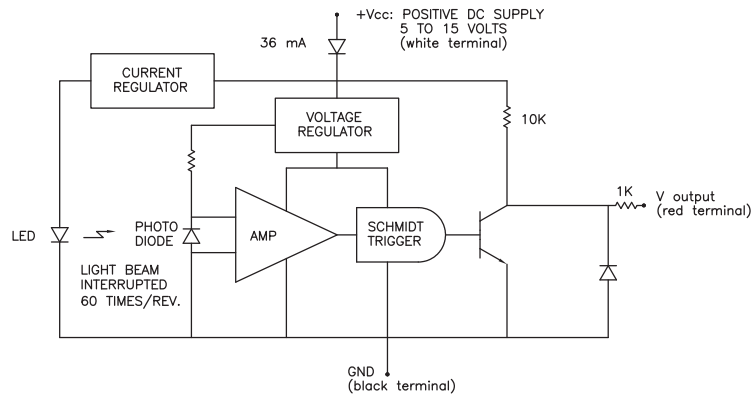 +Vcc: POSITIVE DC SUPPLY
5 TO 15 VOLTS
(white terminal)
36 mA
CURRENT
REGULATOR
VOLTAGE
REGULATOR
10K
1K
V output
(red terminal)
LED
PHOTO
DIODE
AMP
SCHMIDT
TRIGGER
LIGHT BEAM
INTERRUPTED
60 TIMES/REV.
GND
(black terminal)